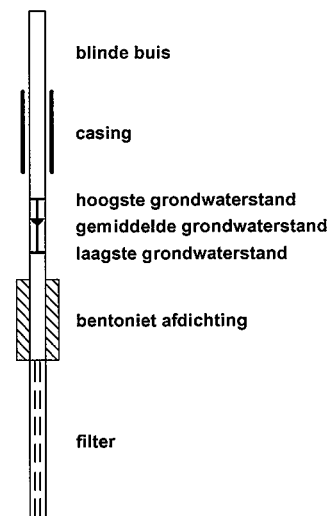 blinde buis
casing
hoogste grondwaterstand
gemiddelde grondwaterstand
laagste grondwaterstand
bentoniet afdichting
filter